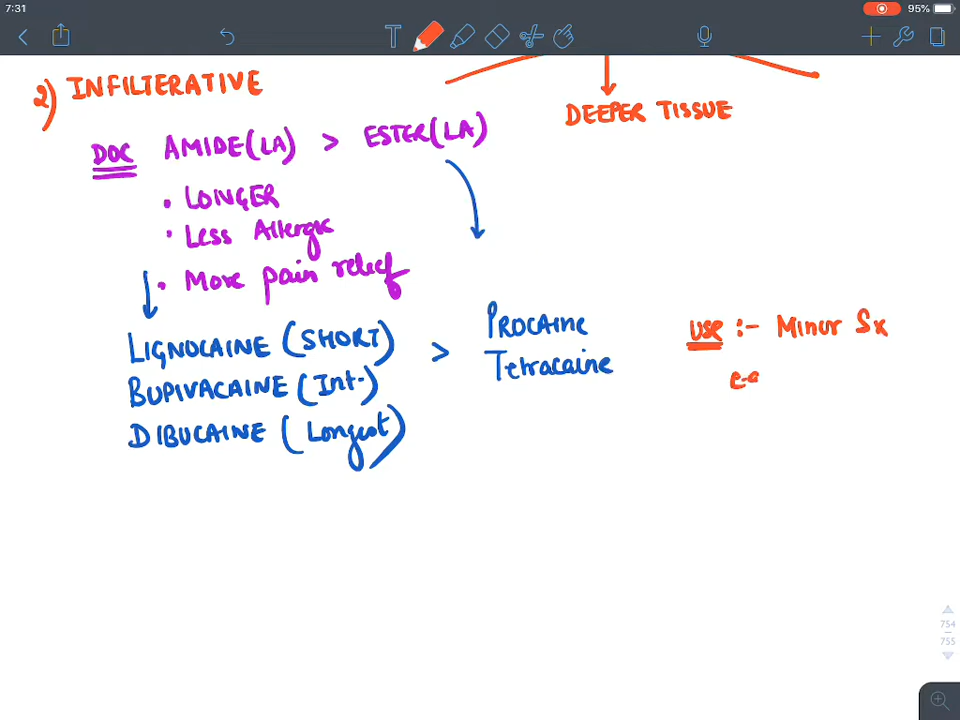 7:31
95%
T
2) INFILTERATIVE
DEEPER TISSUE
DOC AMIDE(LA) > ESTER(LA)
• LONGER
• Less Allergic
• More pain relief
LIGNOCAINE (SHORT)
BUPIVACAINE (Int.)
DIBUCAINE (Longest)
>
PROCAINE
Tetracaine
USE :- Minor Sx
e.g
754
755